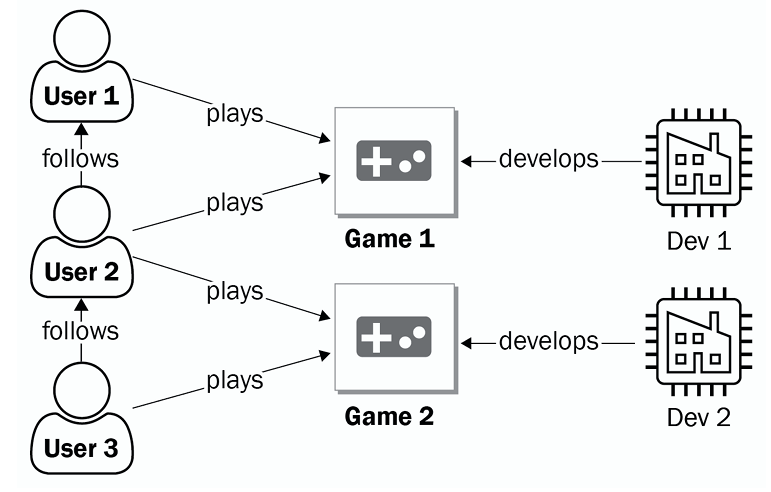 User 1
plays
follows
develops
Dev 1
plays
Game 1
User 2
plays
follows
develops
plays
Game 2
Dev 2
User 3